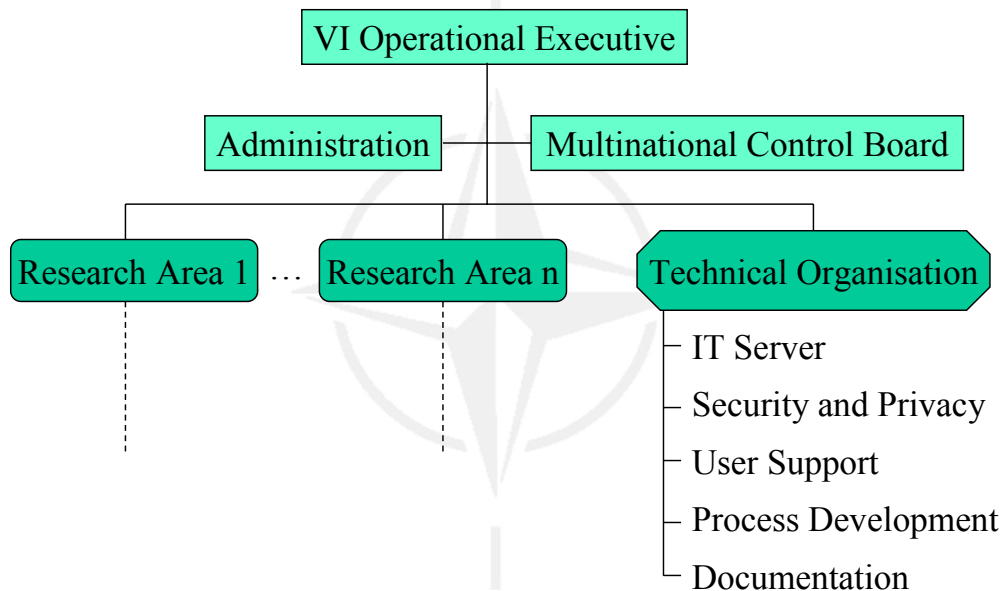 VI Operational Executive
Administration
Multinational Control Board
Research Area 1
…
Research Area n
Technical Organisation
IT Server
Security and Privacy
User Support
Process Development
Documentation